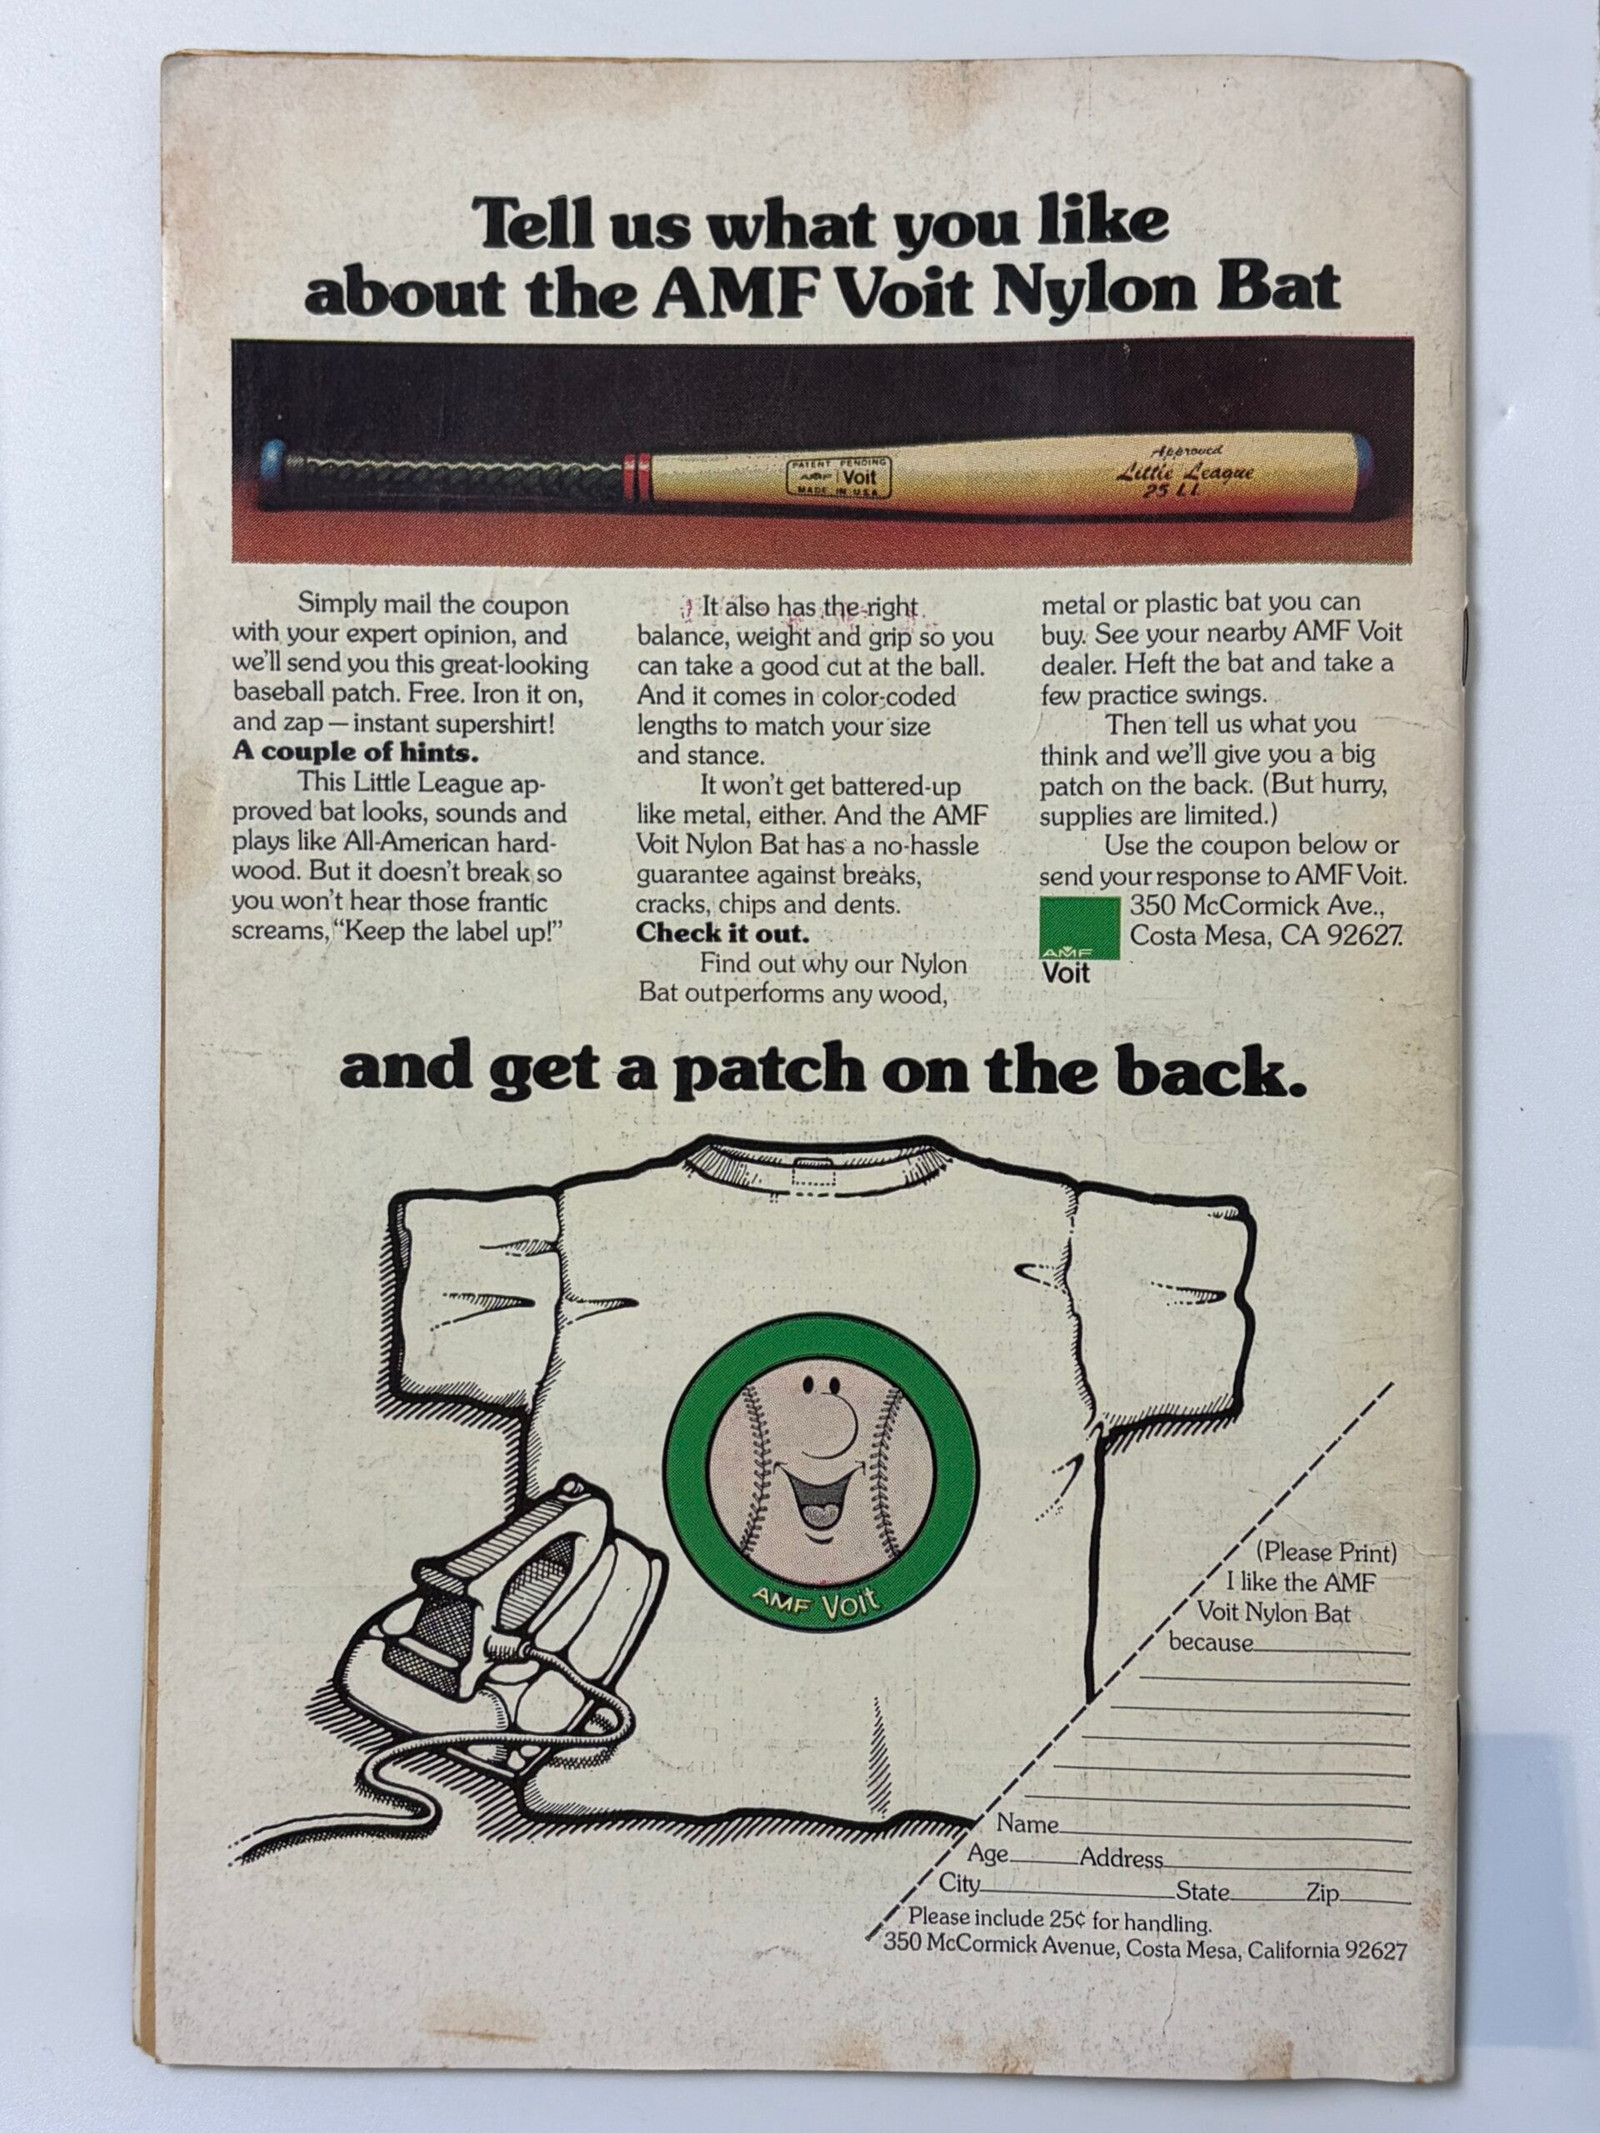 Tell us what you like
about the AMF Voit Nylon Bat
PATENT PENDING
AMF Voit
MADE IN U.S.A.
Approved
Little League
25 LL
Simply mail the coupon
with your expert opinion, and
we'll send you this great-looking
baseball patch. Free. Iron it on,
and zap — instant supershirt!
A couple of hints.
This Little League ap-
proved bat looks, sounds and
plays like All-American hard-
wood. But it doesn't break so
you won't hear those frantic
screams, "Keep the label up!"
It also has the right
balance, weight and grip so you
can take a good cut at the ball.
And it comes in color-coded
lengths to match your size
and stance.
It won't get battered-up
like metal, either. And the AMF
Voit Nylon Bat has a no-hassle
guarantee against breaks,
cracks, chips and dents.
Check it out.
Find out why our Nylon
Bat outperforms any wood,
metal or plastic bat you can
buy. See your nearby AMF Voit
dealer. Heft the bat and take a
few practice swings.
Then tell us what you
think and we'll give you a big
patch on the back. (But hurry,
supplies are limited.)
Use the coupon below or
send your response to AMF Voit.
350 McCormick Ave.,
Costa Mesa, CA 92627.
AMF
Voit
and get a patch on the back.
AMF Voit
(Please Print)
I like the AMF
Voit Nylon Bat
because
Name
Age Address
City State Zip
Please include 25¢ for handling.
350 McCormick Avenue, Costa Mesa, California 92627